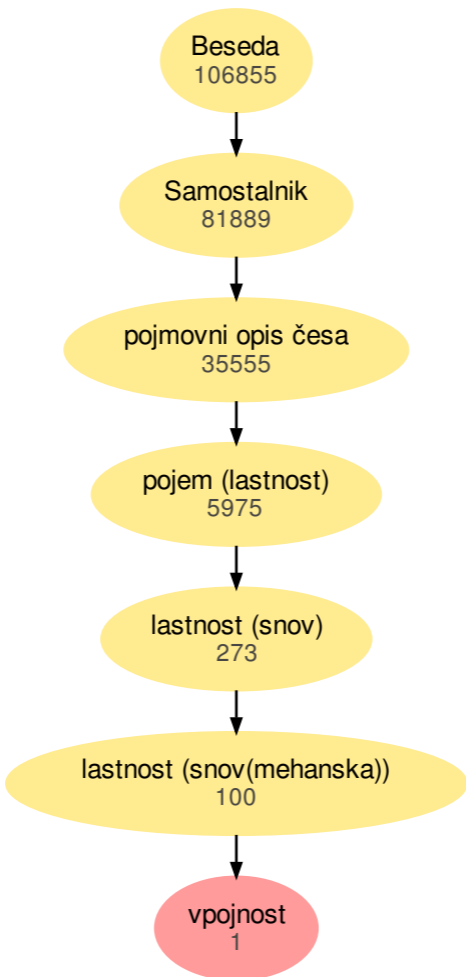 Beseda
106855
Samostalnik
81889
pojmovni opis česa
35555
pojem (lastnost)
5975
lastnost (snov)
273
lastnost (snov(mehanska))
100
vpojnost
1